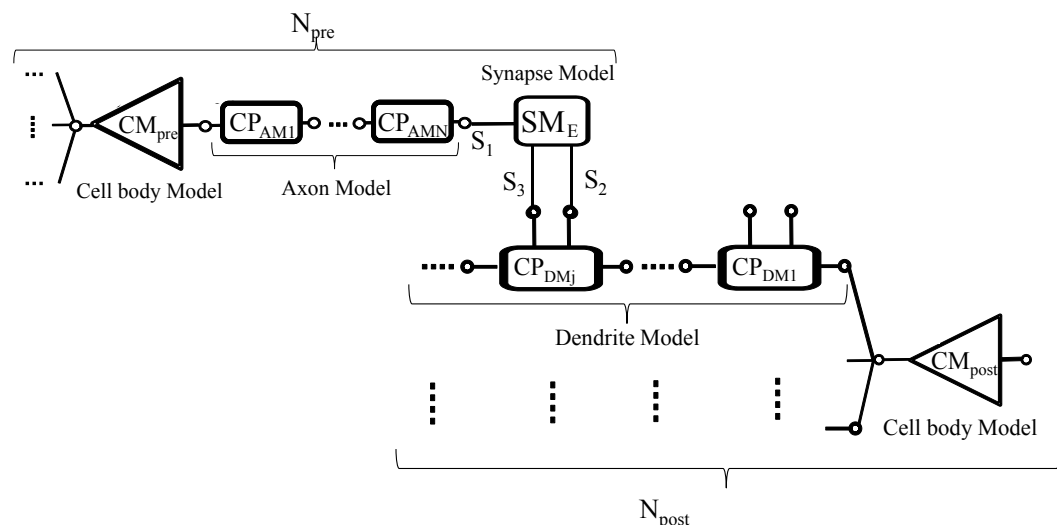 N_pre
Synapse Model
CM_pre
CP_AM1
CP_AMN
SM_E
S_1
Cell body Model
Axon Model
S_3
S_2
CP_DMj
CP_DM1
Dendrite Model
CM_post
Cell body Model
N_post